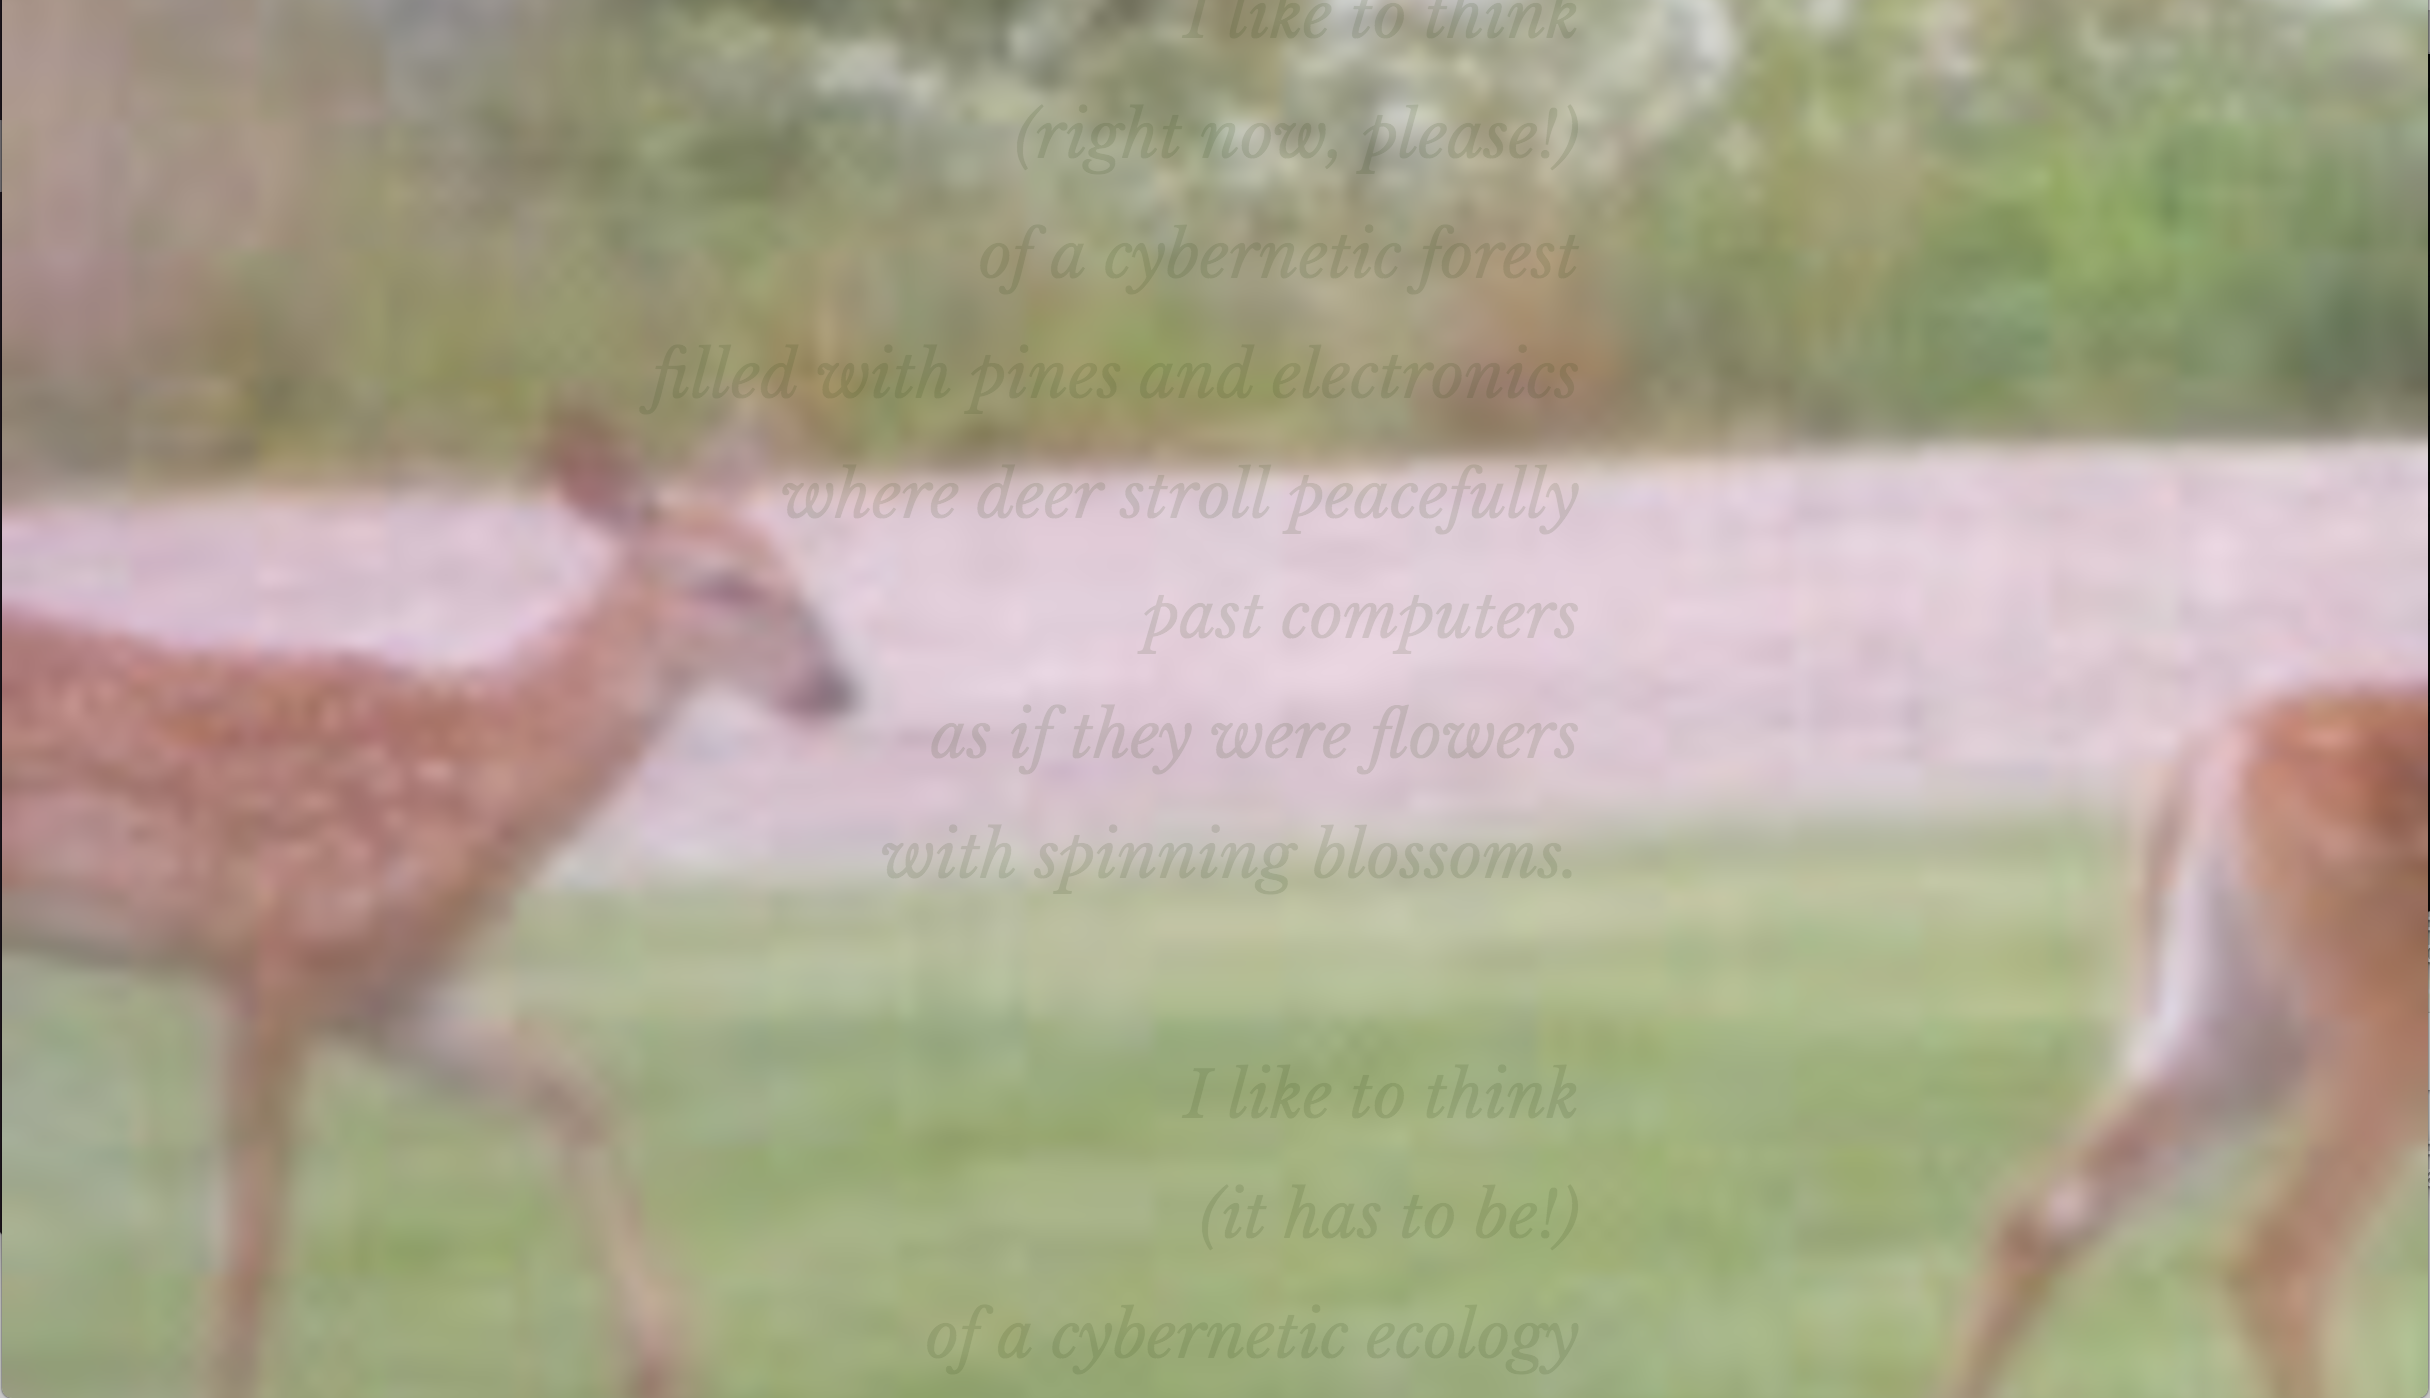 I like to think
(right now, please!)
of a cybernetic forest
filled with pines and electronics
where deer stroll peacefully
past computers
as if they were flowers
with spinning blossoms.
I like to think
(it has to be!)
of a cybernetic ecology